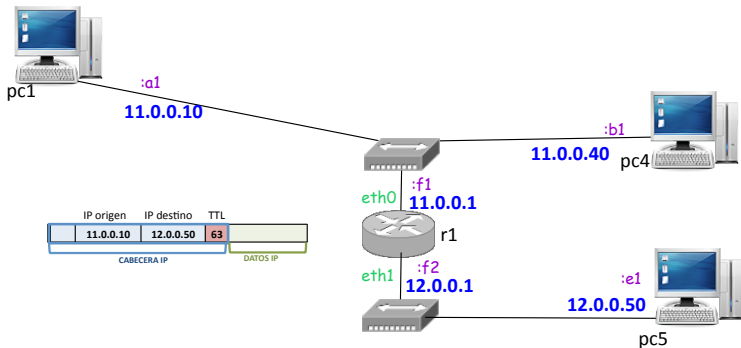 pc1
:a1
11.0.0.10
:b1
11.0.0.40
pc4
eth0
:f1
11.0.0.1
r1
IP origen IP destino TTL
11.0.0.10 12.0.0.50 63
CABECERA IP DATOS IP
eth1
:f2
12.0.0.1
:e1
12.0.0.50
pc5